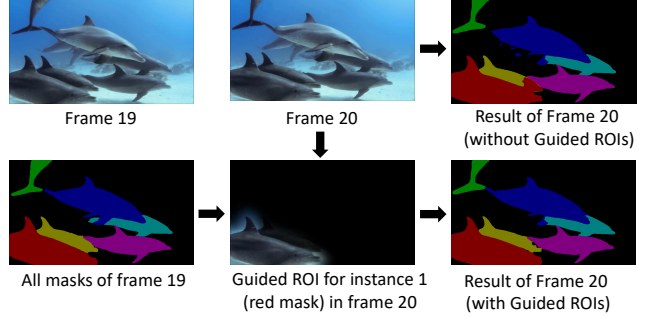 Frame 19
Frame 20
Result of Frame 20
(without Guided ROIs)
All masks of frame 19
Guided ROI for instance 1
(red mask) in frame 20
Result of Frame 20
(with Guided ROIs)